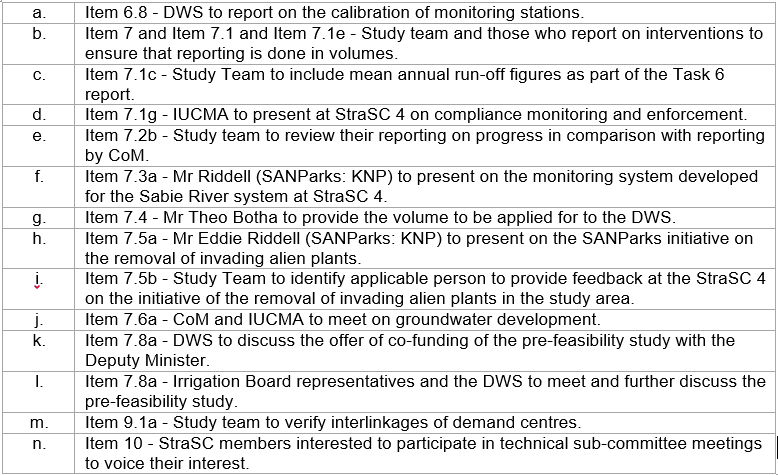 a. Item 6.8 - DWS to report on the calibration of monitoring stations.
b. Item 7 and Item 7.1 and Item 7.1e - Study team and those who report on interventions to
ensure that reporting is done in volumes.
c. Item 7.1c - Study Team to include mean annual run-off figures as part of the Task 6
report.
d. Item 7.1g - IUCMA to present at StraSC 4 on compliance monitoring and enforcement.
e. Item 7.2b - Study team to review their reporting on progress in comparison with reporting
by CoM.
f. Item 7.3a - Mr Riddell (SANParks: KNP) to present on the monitoring system developed
for the Sabie River system at StraSC 4.
g. Item 7.4 - Mr Theo Botha to provide the volume to be applied for to the DWS.
h. Item 7.5a - Mr Eddie Riddell (SANParks: KNP) to present on the SANParks initiative on
the removal of invading alien plants.
i. Item 7.5b - Study Team to identify applicable person to provide feedback at the StraSC 4
on the initiative of the removal of invading alien plants in the study area.
j. Item 7.6a - CoM and IUCMA to meet on groundwater development.
k. Item 7.8a - DWS to discuss the offer of co-funding of the pre-feasibility study with the
Deputy Minister.
l. Item 7.8a - Irrigation Board representatives and the DWS to meet and further discuss the
pre-feasibility study.
m. Item 9.1a - Study team to verify interlinkages of demand centres.
n. Item 10 - StraSC members interested to participate in technical sub-committee meetings
to voice their interest.